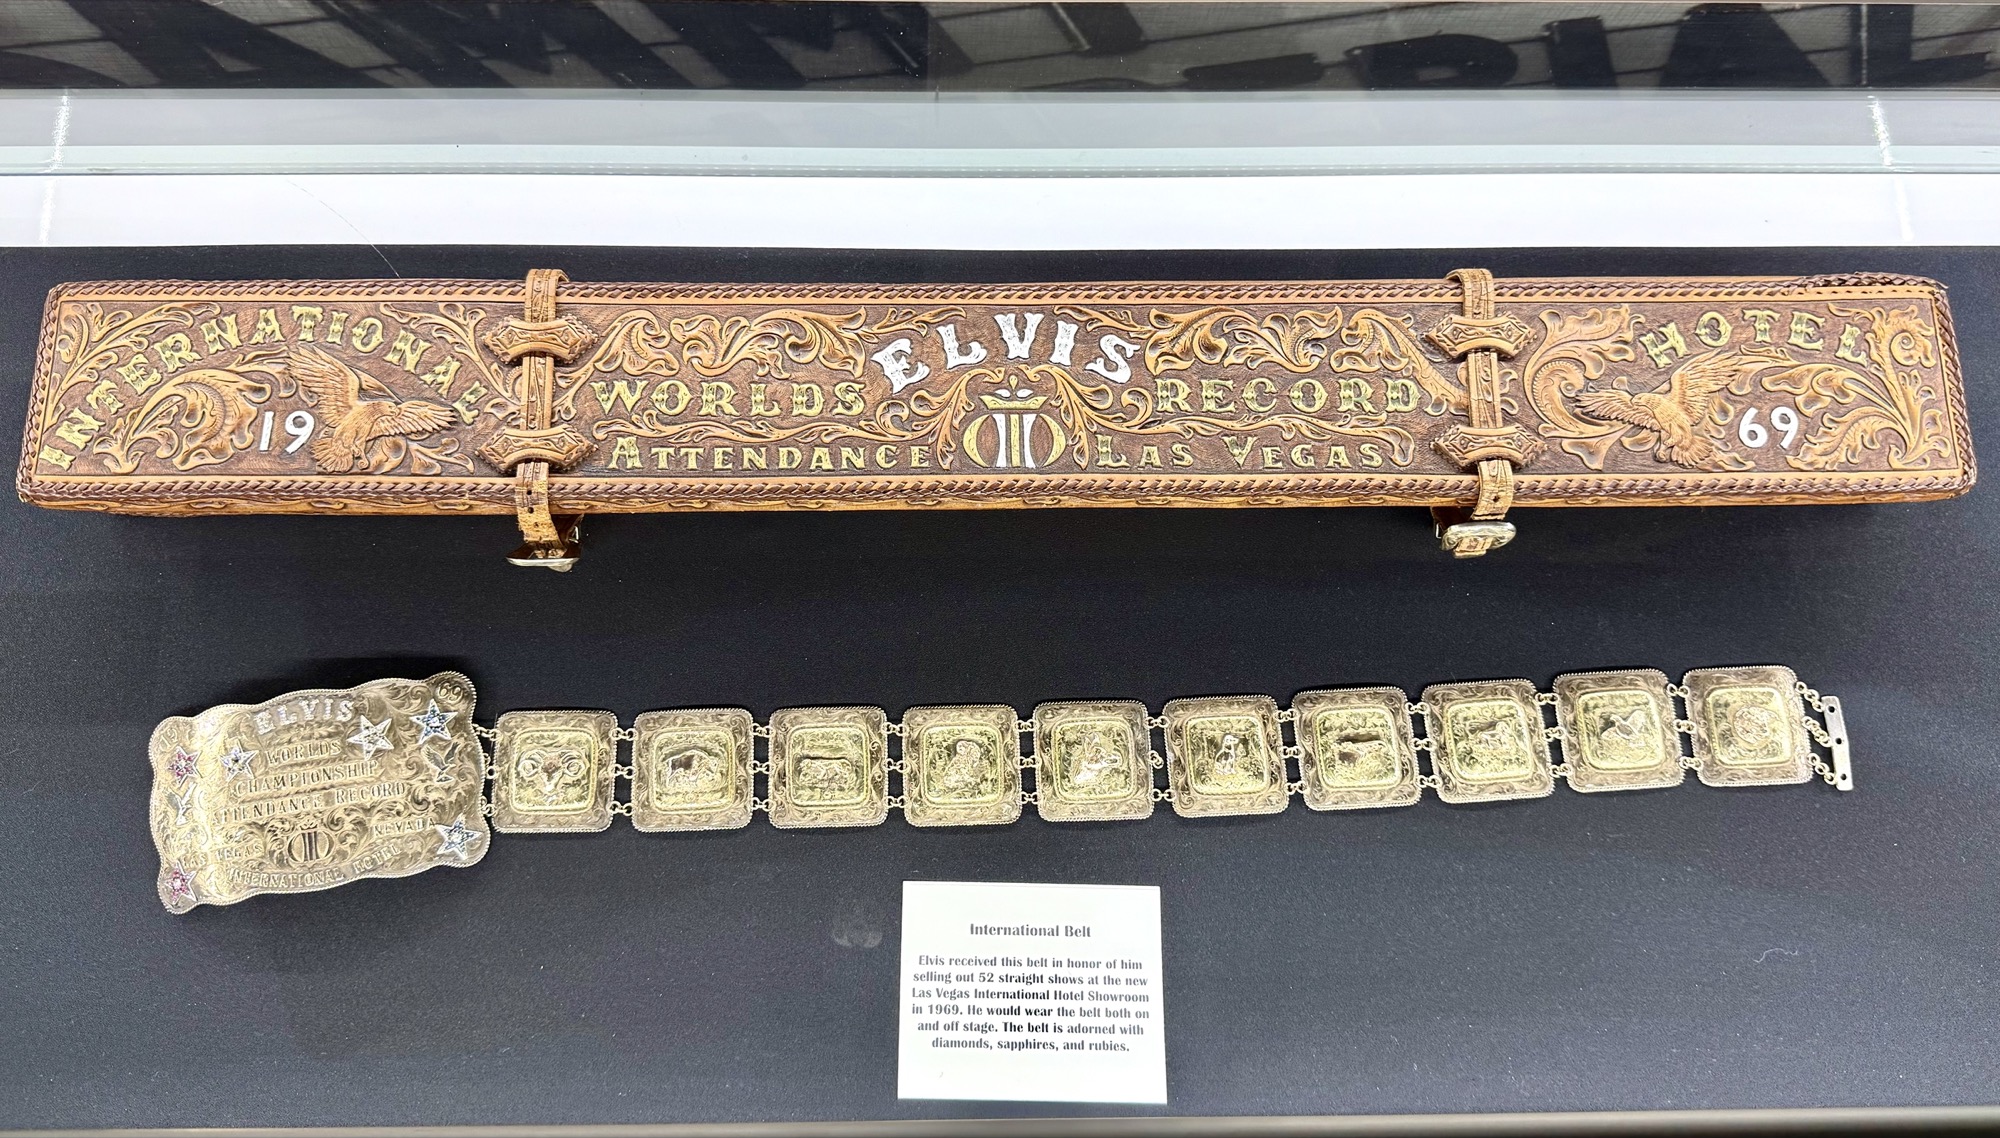 INTERNATIONAL
19
ELVIS
WORLDS RECORD
ATTENDANCE LAS VEGAS
HOTEL
69
69
ELVIS
WORLDS
CHAMPIONSHIP
ATTENDANCE RECORD
LAS VEGAS NEVADA
INTERNATIONAL HOTEL
International Belt
Elvis received this belt in honor of him
selling out 52 straight shows at the new
Las Vegas International Hotel Showroom
in 1969. He would wear the belt both on
and off stage. The belt is adorned with
diamonds, sapphires, and rubies.